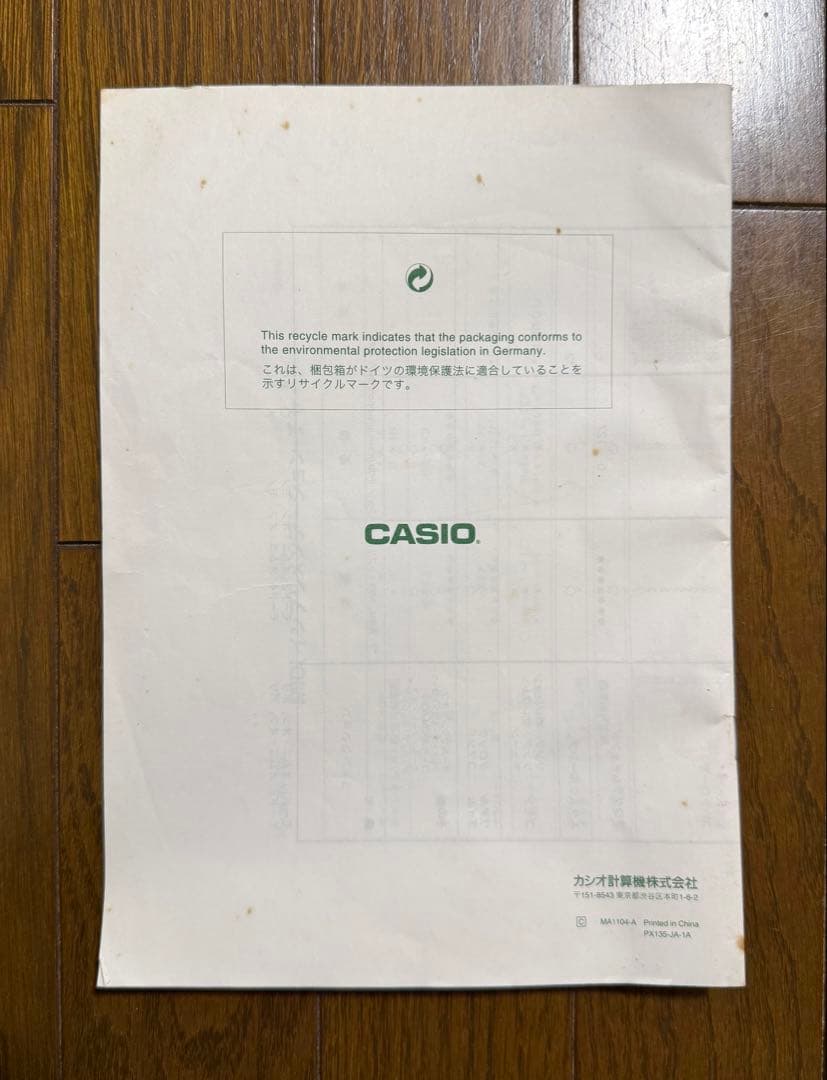 This recycle mark indicates that the packaging conforms to
the environmental protection legislation in Germany.
これは、梱包箱がドイツの環境保護法に適合していることを
示すリサイクルマークです。
CASIO®
カシオ計算機株式会社
〒151-8543 東京都渋谷区本町1-6-2
C MA1104-A Printed in China
PX135-JA-1A